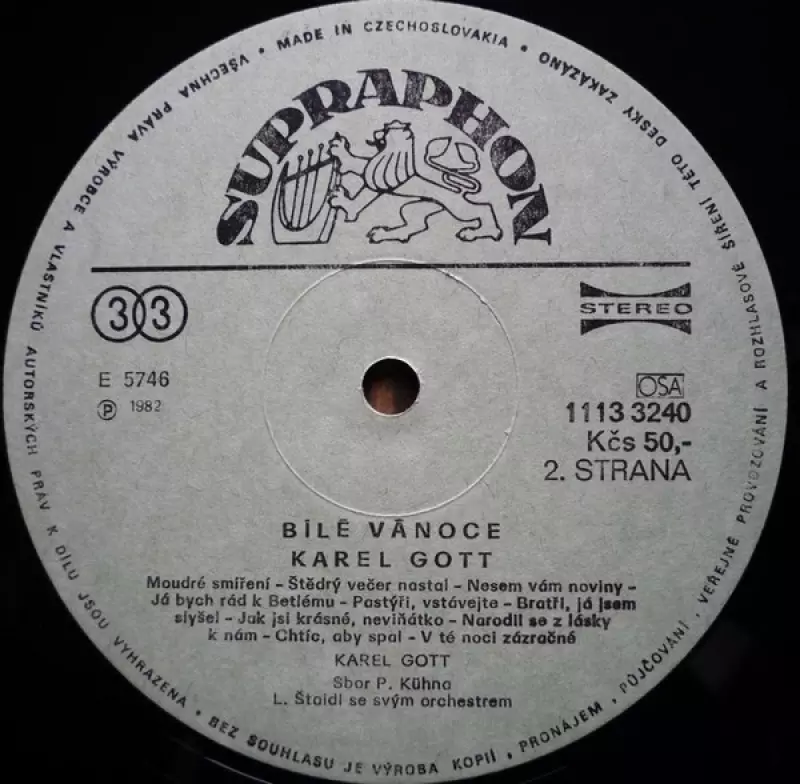 VŠECHNA PRÁVA VÝROBCE A VLASTNÍKŮ AUTORSKÝCH PRÁV K DÍLU JSOU VYHRAZENA • BEZ SOUHLASU JE VÝROBA KOPIÍ, PRONÁJEM, PŮJČOVÁNÍ, VEŘEJNÉ PROVOZOVÁNÍ A ROZHLASOVÉ ŠÍŘENÍ TÉTO DESKY ZAKÁZÁNO • MADE IN CZECHOSLOVAKIA •
SUPRAPHON
33
STEREO
E 5746
℗ 1982
OSA
1113 3240
Kčs 50,-
2. STRANA
BÍLÉ VÁNOCE
KAREL GOTT
Moudré smíření – Štědrý večer nastal – Nesem vám noviny –
Já bych rád k Betlému – Pastýři, vstávejte – Bratři, já jsem
slyšel – Jak jsi krásné, neviňátko – Narodil se z lásky
k nám – Chtíc, aby spal – V té noci zázračné
KAREL GOTT
Sbor P. Kühna
L. Štaidl se svým orchestrem